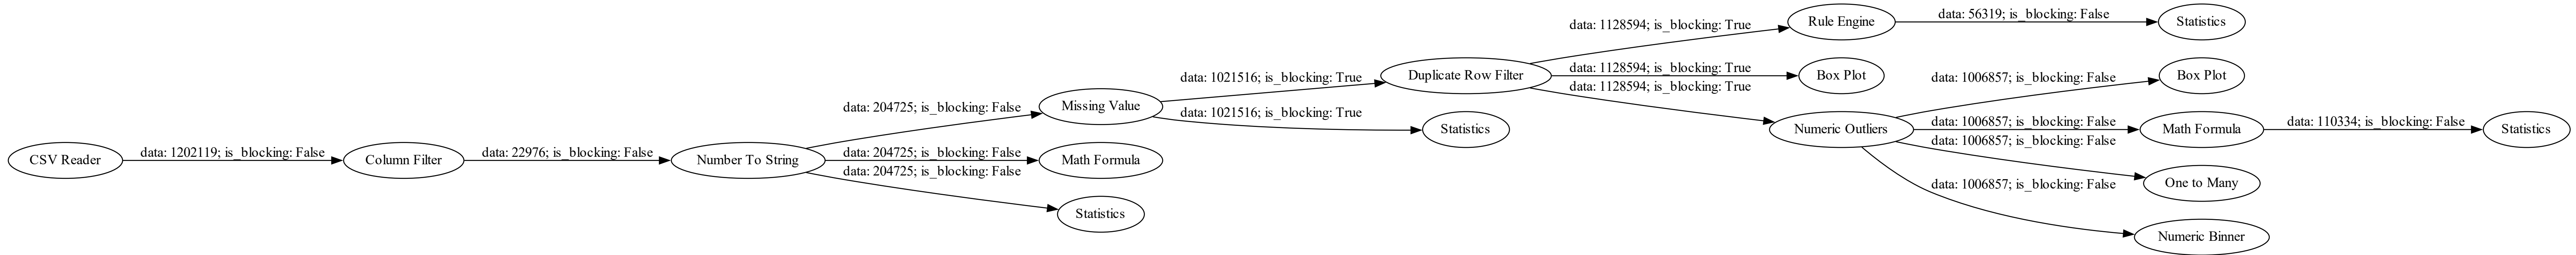 CSV Reader
data: 1202119; is_blocking: False
Column Filter
data: 22976; is_blocking: False
Number To String
data: 204725; is_blocking: False
data: 204725; is_blocking: False
data: 204725; is_blocking: False
Missing Value
Math Formula
Statistics
data: 1021516; is_blocking: True
data: 1021516; is_blocking: True
Duplicate Row Filter
Statistics
data: 1128594; is_blocking: True
data: 1128594; is_blocking: True
data: 1128594; is_blocking: True
Rule Engine
Box Plot
Numeric Outliers
data: 56319; is_blocking: False
data: 1006857; is_blocking: False
data: 1006857; is_blocking: False
data: 1006857; is_blocking: False
data: 1006857; is_blocking: False
Statistics
Box Plot
Math Formula
One to Many
Numeric Binner
data: 110334; is_blocking: False
Statistics